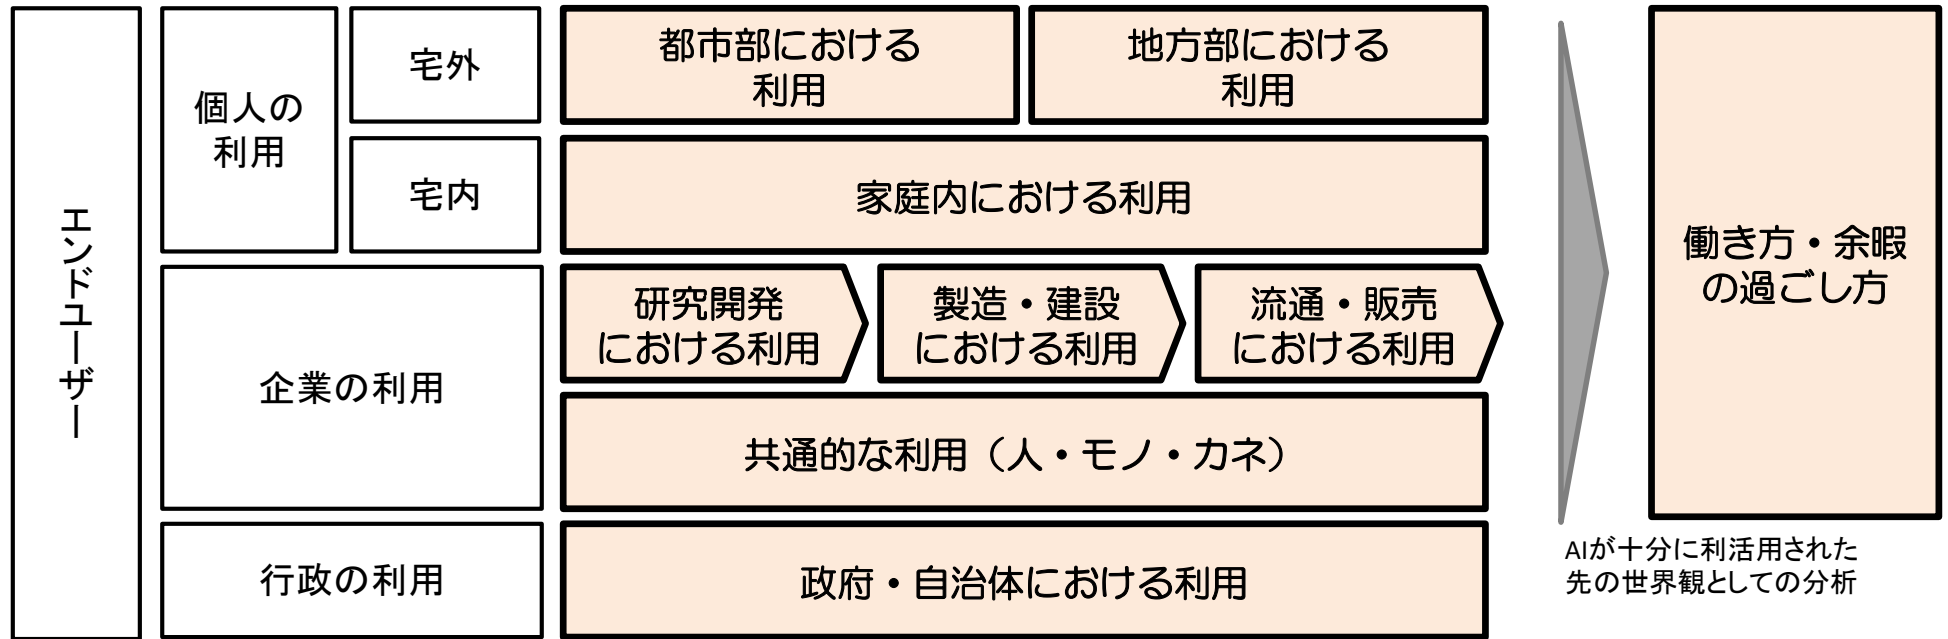 エンドユーザー
個人の
利用
宅外
都市部における
利用
地方部における
利用
宅内
家庭内における利用
企業の利用
研究開発
における利用
製造・建設
における利用
流通・販売
における利用
共通的な利用（人・モノ・カネ）
行政の利用
政府・自治体における利用
働き方・余暇
の過ごし方
AIが十分に利活用された
先の世界観としての分析